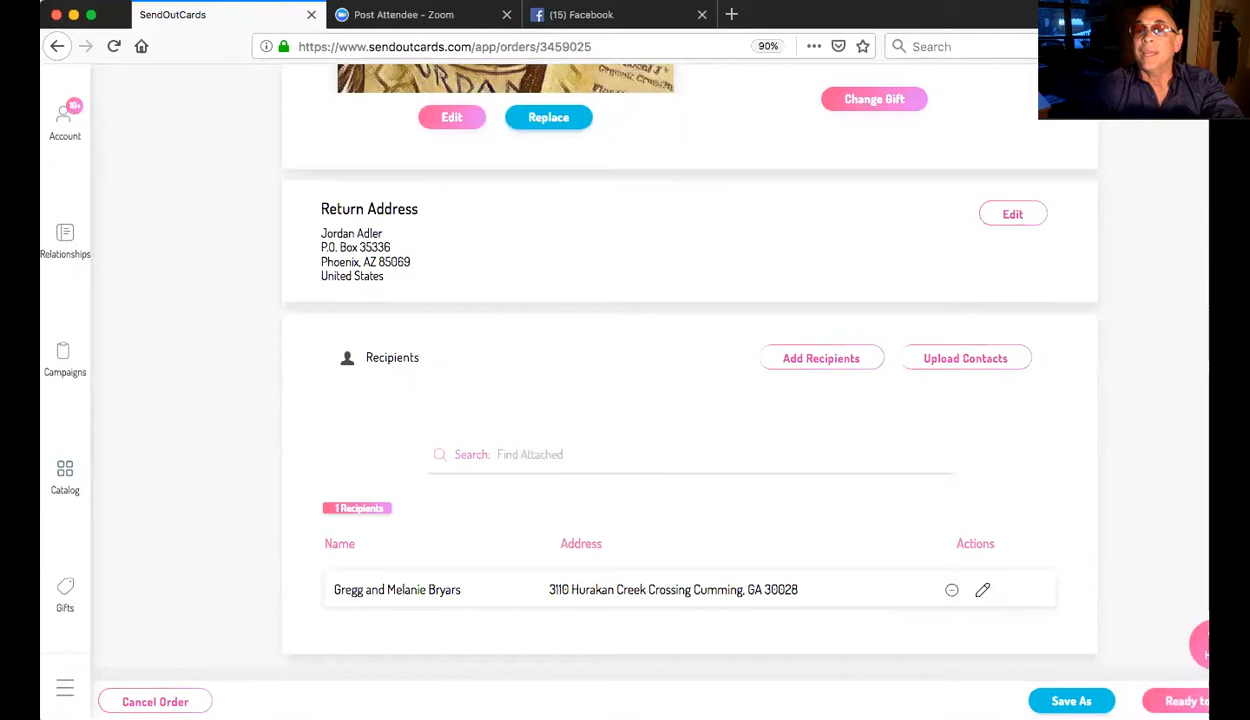 SendOutCards
Post Attendee - Zoom
(15) Facebook
https://www.sendoutcards.com/app/orders/3459025
90%
Search
10+
Account
Relationships
Campaigns
Catalog
Gifts
Edit
Replace
Change Gift
Return Address
Edit
Jordan Adler
P.O. Box 35336
Phoenix, AZ 85069
United States
Recipients
Add Recipients
Upload Contacts
Search: Find Attached
1 Recipients
Name Address Actions
Gregg and Melanie Bryars 3110 Hurakan Creek Crossing Cumming, GA 30028
Cancel Order
Save As
Ready to